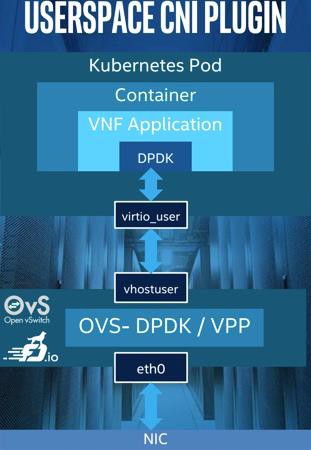 USERSPACE CNI PLUGIN
Kubernetes Pod
Container
VNF Application
DPDK
virtio_user
vhostuser
OvS
Open vSwitch
OVS- DPDK / VPP
.io
eth0
NIC